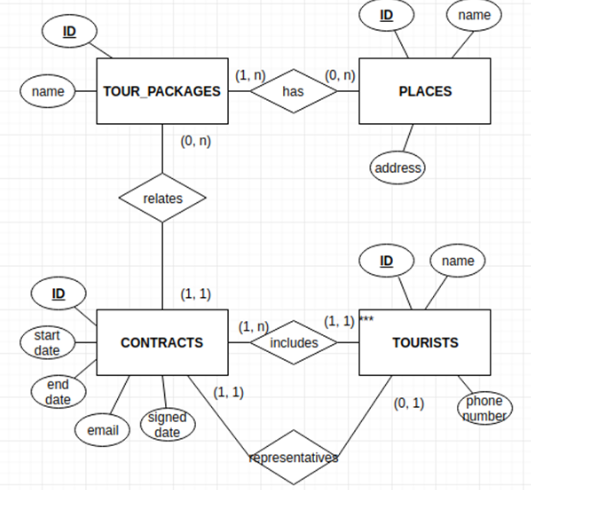 ID
name
TOUR_PACKAGES
(1, n)
has
(0, n)
ID
name
PLACES
address
(0, n)
relates
(1, 1)
ID
start
date
end
date
email
signed
date
CONTRACTS
(1, n)
includes
(1, 1) ***
ID
name
TOURISTS
phone
number
(1, 1)
(0, 1)
representatives